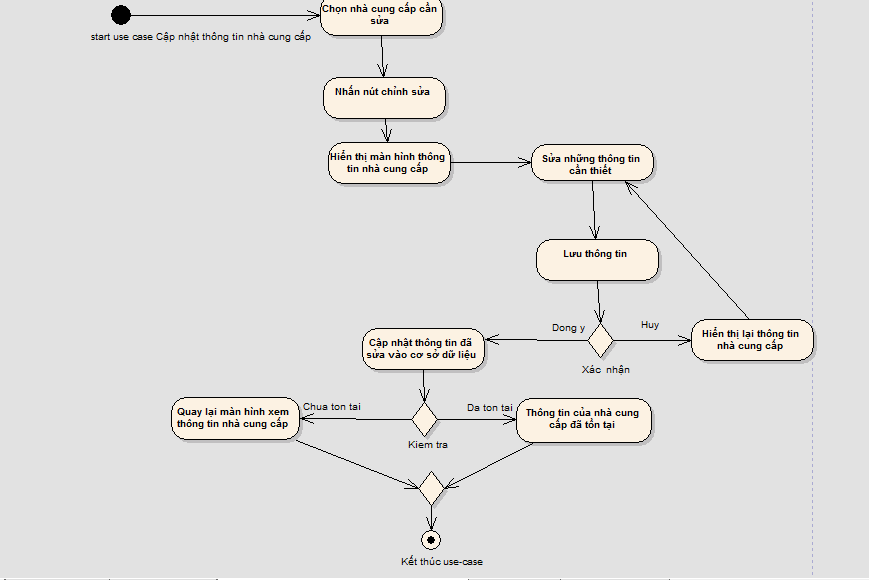 Chọn nhà cung cấp cần
sửa
start use case Cập nhật thông tin nhà cung cấp
Nhấn nút chỉnh sửa
Hiển thị màn hình thông
tin nhà cung cấp
Sửa những thông tin
cần thiết
Lưu thông tin
Dong y
Huy
Hiển thị lại thông tin
nhà cung cấp
Xác nhận
Cập nhật thông tin đã
sửa vào cơ sở dữ liệu
Chua ton tai
Da ton tai
Quay lại màn hình xem
thông tin nhà cung cấp
Thông tin của nhà cung
cấp đã tồn tại
Kiem tra
Kết thúc use-case